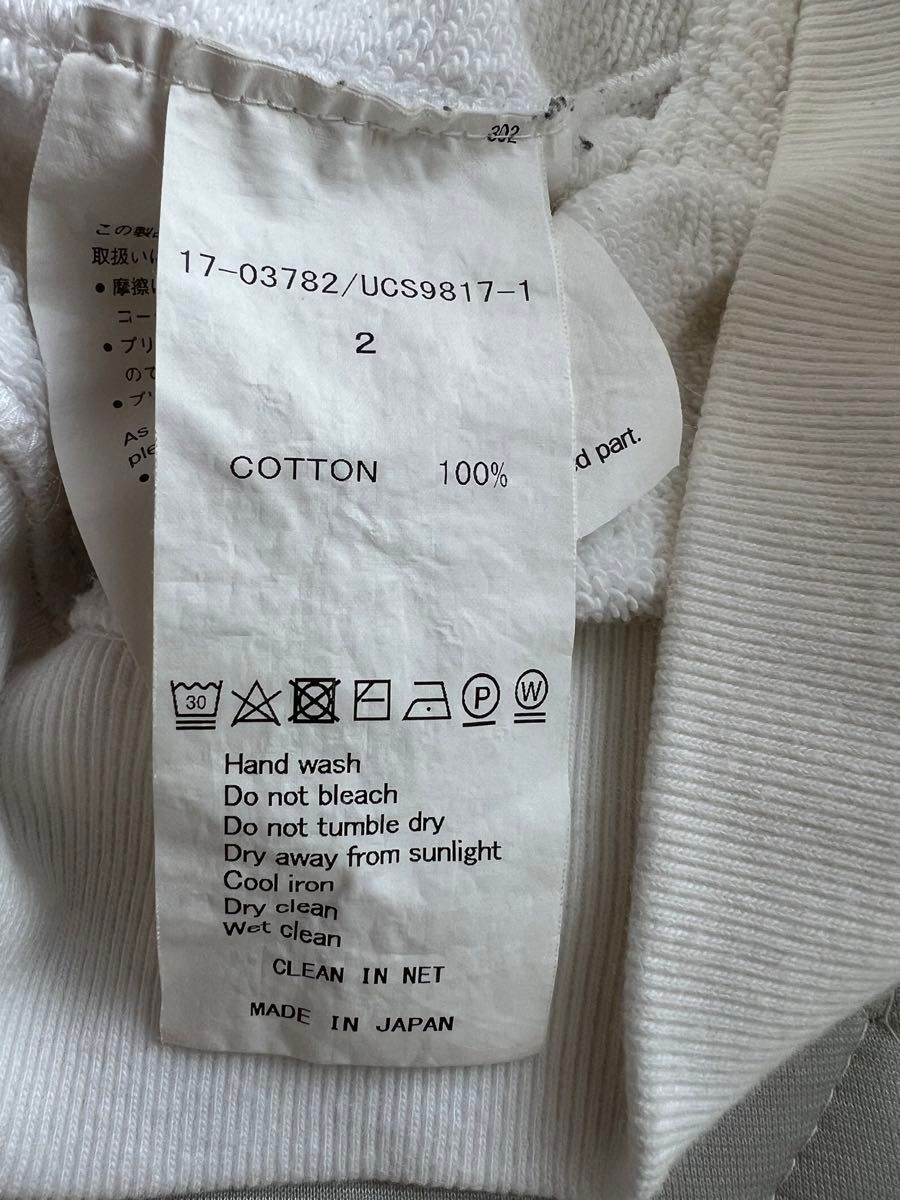 302
17-03782/UCS9817-1
2
COTTON 100%
30
P
W
Hand wash
Do not bleach
Do not tumble dry
Dry away from sunlight
Cool iron
Dry clean
Wet clean
CLEAN IN NET
MADE IN JAPAN
この製
取扱い
• 摩擦
コー
• プリ
ので
As
part.